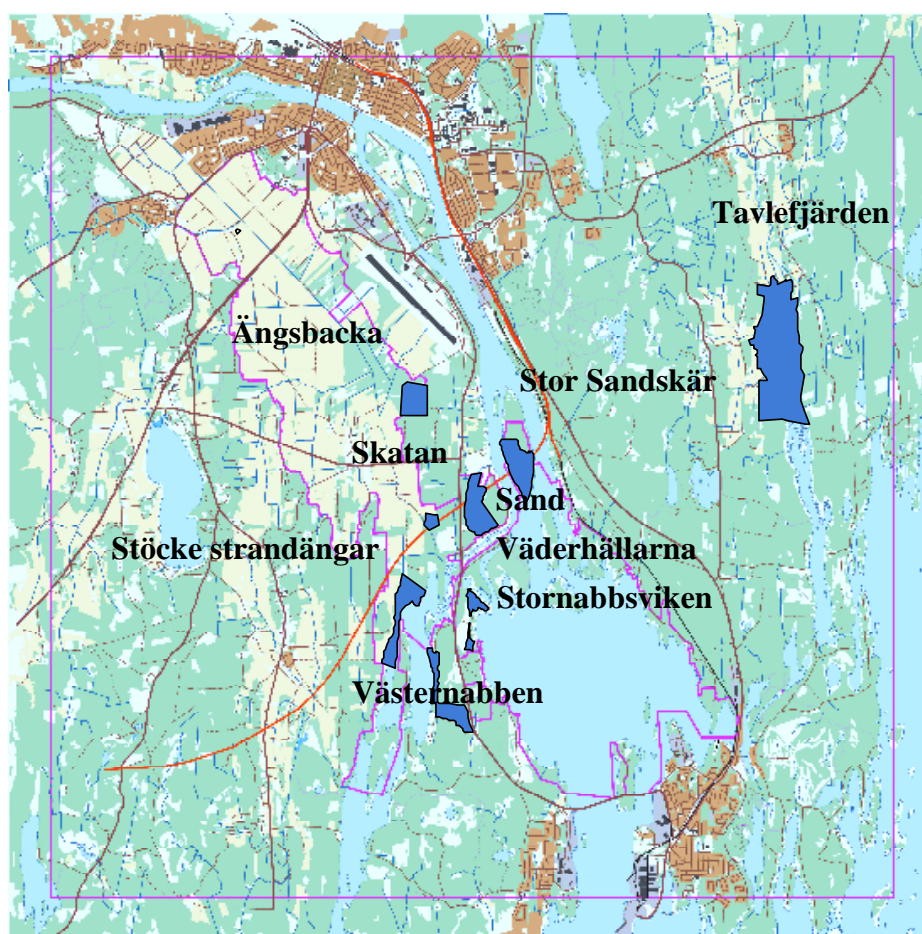 Tavlefjärden
Ängsbacka
Stor Sandskär
Skatan
Sand
Stöcke strandängar
Väderhällarna
Stornabbsviken
Västernabben